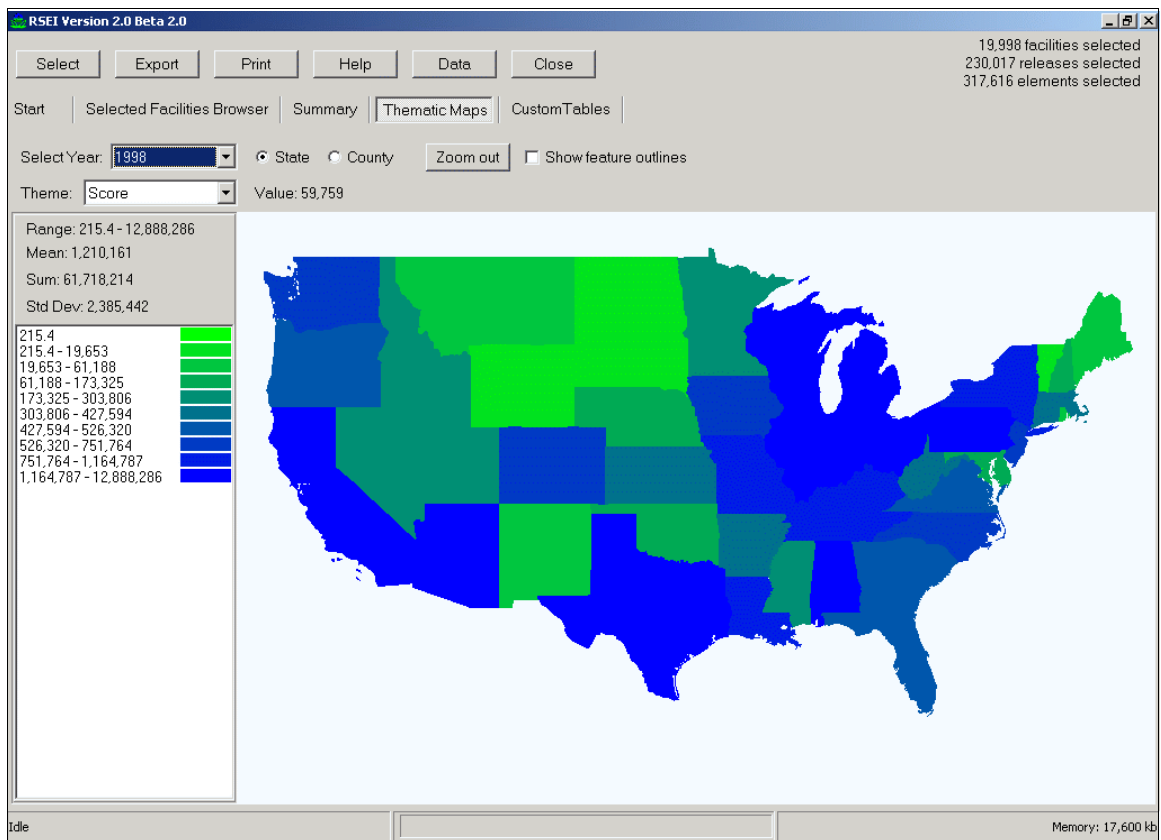 RSEI Version 2.0 Beta 2.0
19,998 facilities selected
230,017 releases selected
317,616 elements selected
Select Export Print Help Data Close
Start Selected Facilities Browser Summary Thematic Maps CustomTables
Select Year: 1998 State County Zoom out Show feature outlines
Theme: Score Value: 59,759
Range: 215.4 - 12,888,286
Mean: 1,210,161
Sum: 61,718,214
Std Dev: 2,385,442
215.4
215.4 - 19,653
19,653 - 61,188
61,188 - 173,325
173,325 - 303,806
303,806 - 427,594
427,594 - 526,320
526,320 - 751,764
751,764 - 1,164,787
1,164,787 - 12,888,286
Idle Memory: 17,600 kb